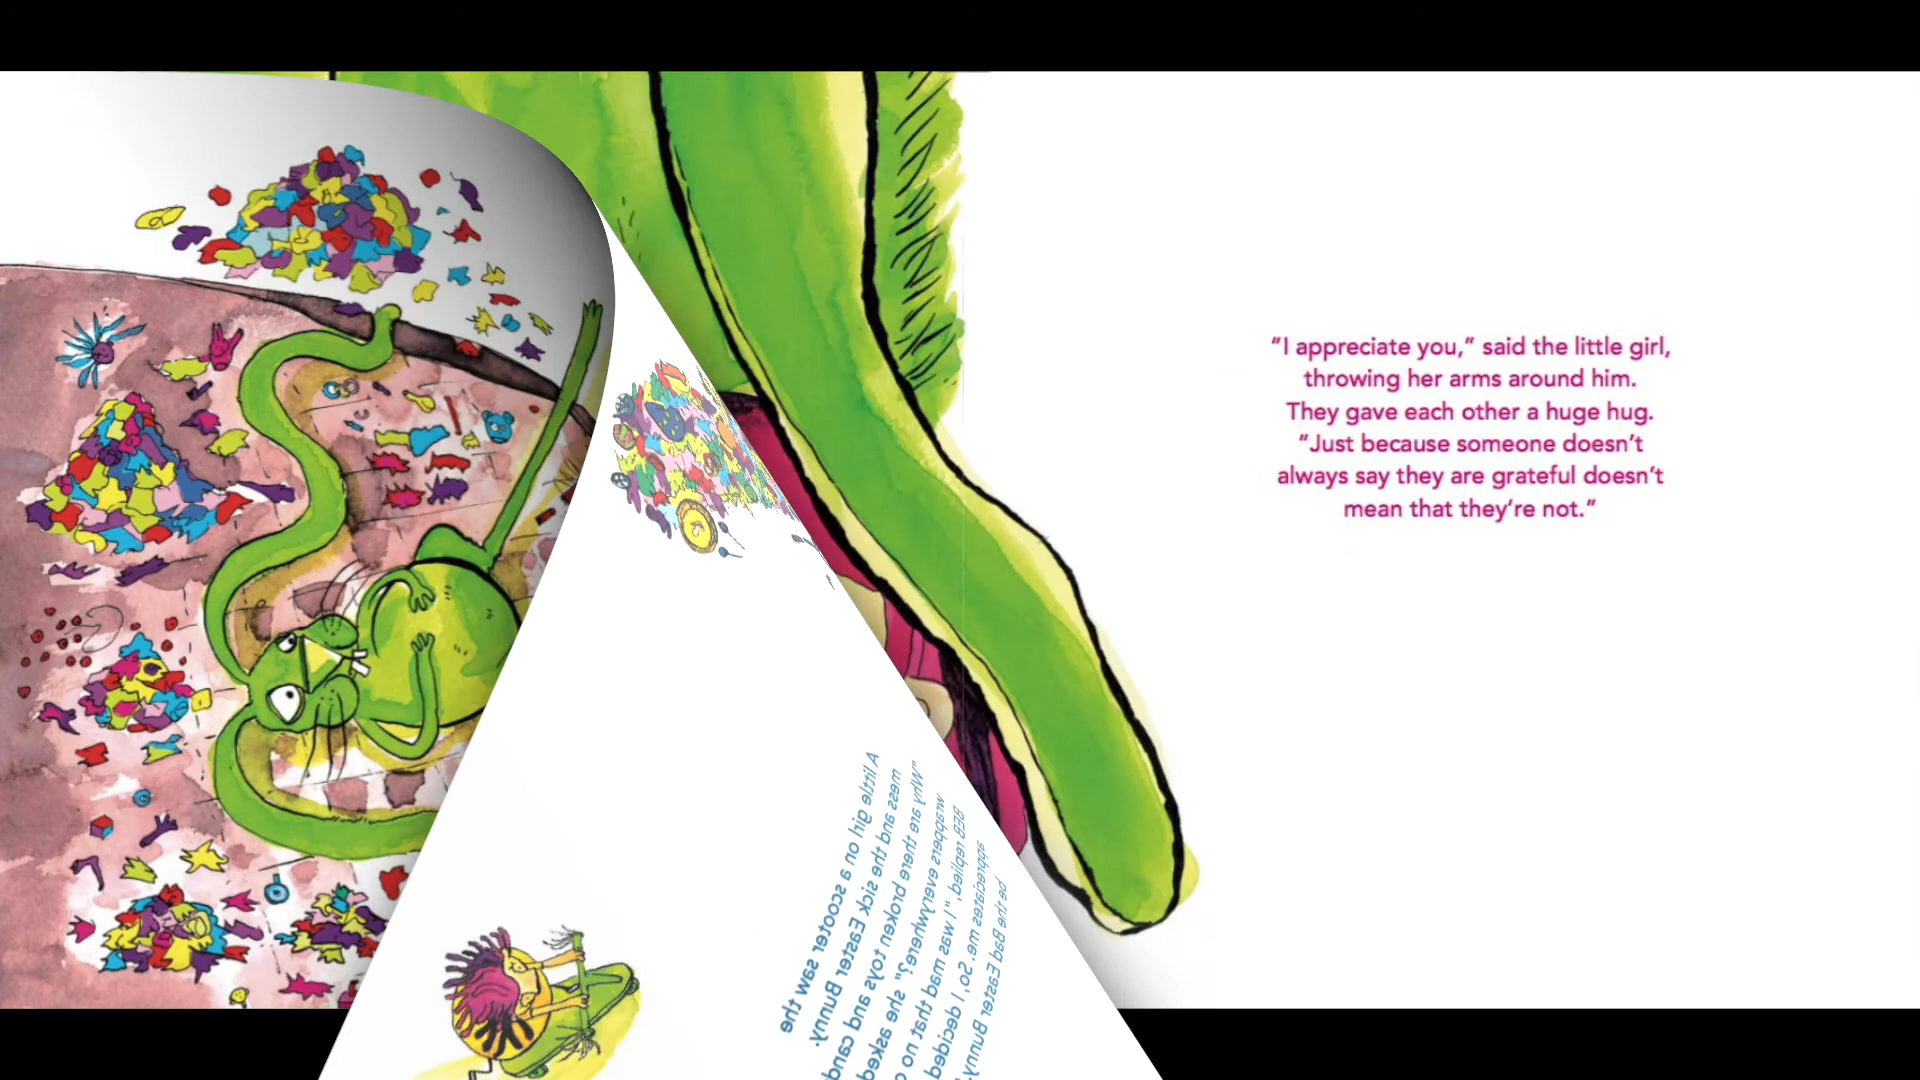 A little girl on a scooter saw the
mess and the sick Easter Bunny.
"Why are there broken toys and cand
wrappers everywhere?" she asked
BEB replied, "I was mad that no o
appreciates me. So, I decided
be the Bad Easter Bunny."
"I appreciate you," said the little girl,
throwing her arms around him.
They gave each other a huge hug.
"Just because someone doesn't
always say they are grateful doesn't
mean that they're not."